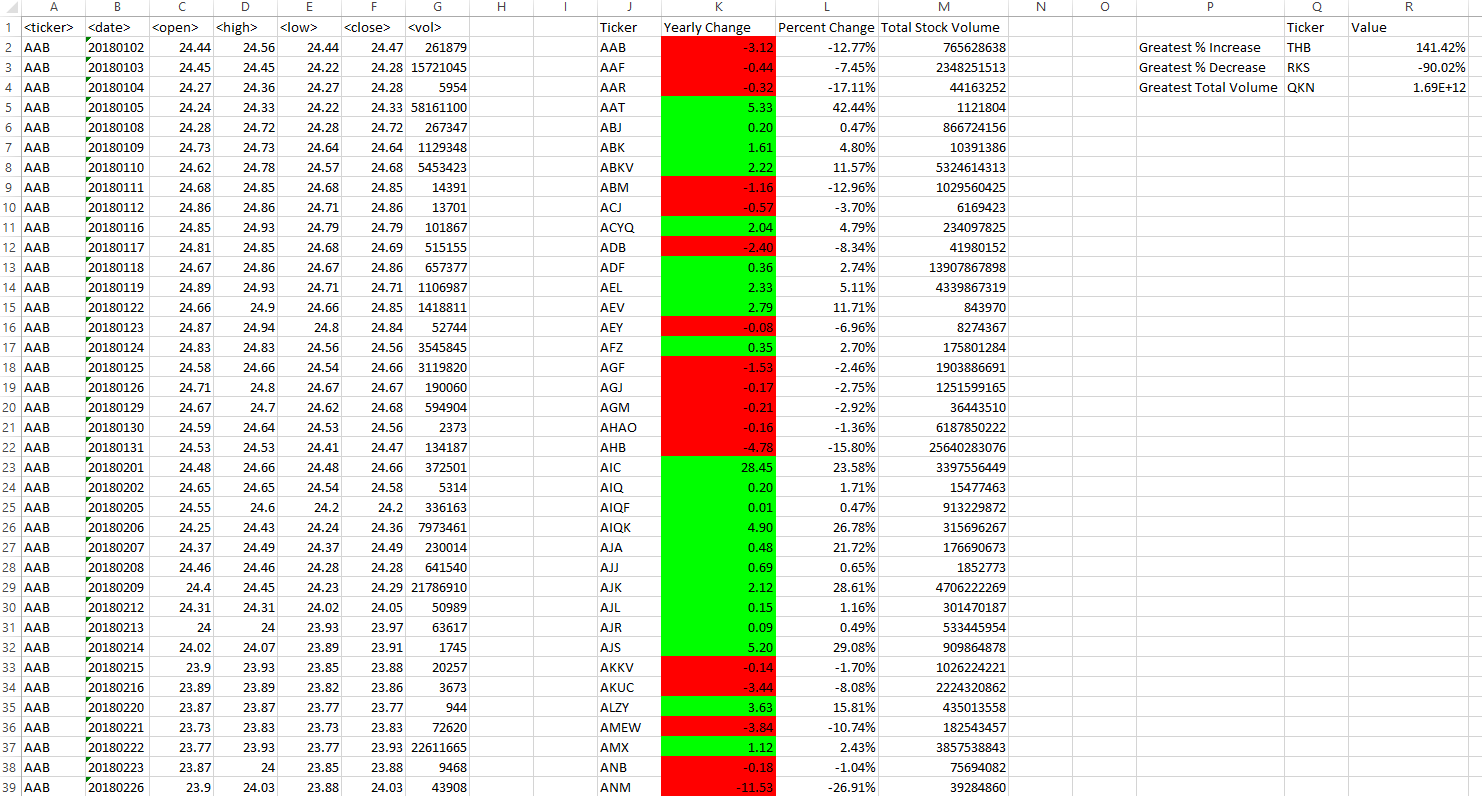 A B C D E F G H I J K L M N O P Q R
1 <ticker> <date> <open> <high> <low> <close> <vol> Ticker Yearly Change Percent Change Total Stock Volume Ticker Value
2 AAB 20180102 24.44 24.56 24.44 24.47 261879 AAB -3.12 -12.77% 765628638 Greatest % Increase THB 141.42%
3 AAB 20180103 24.45 24.45 24.22 24.28 15721045 AAF -0.44 -7.45% 2348251513 Greatest % Decrease RKS -90.02%
4 AAB 20180104 24.27 24.36 24.27 24.28 5954 AAR -0.32 -17.11% 44163252 Greatest Total Volume QKN 1.69E+12
5 AAB 20180105 24.24 24.33 24.22 24.33 58161100 AAT 5.33 42.44% 1121804
6 AAB 20180108 24.28 24.72 24.28 24.72 267347 ABJ 0.20 0.47% 866724156
7 AAB 20180109 24.73 24.73 24.64 24.64 1129348 ABK 1.61 4.80% 10391386
8 AAB 20180110 24.62 24.78 24.57 24.68 5453423 ABKV 2.22 11.57% 5324614313
9 AAB 20180111 24.68 24.85 24.68 24.85 14391 ABM -1.16 -12.96% 1029560425
10 AAB 20180112 24.86 24.86 24.71 24.86 13701 ACJ -0.57 -3.70% 6169423
11 AAB 20180116 24.85 24.93 24.79 24.79 101867 ACYQ 2.04 4.79% 234097825
12 AAB 20180117 24.81 24.85 24.68 24.69 515155 ADB -2.40 -8.34% 41980152
13 AAB 20180118 24.67 24.86 24.67 24.86 657377 ADF 0.36 2.74% 13907867898
14 AAB 20180119 24.89 24.93 24.71 24.71 1106987 AEL 2.33 5.11% 4339867319
15 AAB 20180122 24.66 24.9 24.66 24.85 1418811 AEV 2.79 11.71% 843970
16 AAB 20180123 24.87 24.94 24.8 24.84 52744 AEY -0.08 -6.96% 8274367
17 AAB 20180124 24.83 24.83 24.56 24.56 3545845 AFZ 0.35 2.70% 175801284
18 AAB 20180125 24.58 24.66 24.54 24.66 3119820 AGF -1.53 -2.46% 1903886691
19 AAB 20180126 24.71 24.8 24.67 24.67 190060 AGJ -0.17 -2.75% 1251599165
20 AAB 20180129 24.67 24.7 24.62 24.68 594904 AGM -0.21 -2.92% 36443510
21 AAB 20180130 24.59 24.64 24.53 24.56 2373 AHAO -0.16 -1.36% 6187850222
22 AAB 20180131 24.53 24.53 24.41 24.47 134187 AHB -4.78 -15.80% 25640283076
23 AAB 20180201 24.48 24.66 24.48 24.66 372501 AIC 28.45 23.58% 3397556449
24 AAB 20180202 24.65 24.65 24.54 24.58 5314 AIQ 0.20 1.71% 15477463
25 AAB 20180205 24.55 24.6 24.2 24.2 336163 AIQF 0.01 0.47% 913229872
26 AAB 20180206 24.25 24.43 24.24 24.36 7973461 AIQK 4.90 26.78% 315696267
27 AAB 20180207 24.37 24.49 24.37 24.49 230014 AJA 0.48 21.72% 176690673
28 AAB 20180208 24.46 24.46 24.28 24.28 641540 AJJ 0.69 0.65% 1852773
29 AAB 20180209 24.4 24.45 24.23 24.29 21786910 AJK 2.12 28.61% 4706222269
30 AAB 20180212 24.31 24.31 24.02 24.05 50989 AJL 0.15 1.16% 301470187
31 AAB 20180213 24 24 23.93 23.97 63617 AJR 0.09 0.49% 533445954
32 AAB 20180214 24.02 24.07 23.89 23.91 1745 AJS 5.20 29.08% 909864878
33 AAB 20180215 23.9 23.93 23.85 23.88 20257 AKKV -0.14 -1.70% 1026224221
34 AAB 20180216 23.89 23.89 23.82 23.86 3673 AKUC -3.44 -8.08% 2224320862
35 AAB 20180220 23.87 23.87 23.77 23.77 944 ALZY 3.63 15.81% 435013558
36 AAB 20180221 23.73 23.83 23.73 23.83 72620 AMEW -3.84 -10.74% 182543457
37 AAB 20180222 23.77 23.93 23.77 23.93 22611665 AMX 1.12 2.43% 3857538843
38 AAB 20180223 23.87 24 23.85 23.88 9468 ANB -0.18 -1.04% 75694082
39 AAB 20180226 23.9 24.03 23.88 24.03 43908 ANM -11.53 -26.91% 39284860